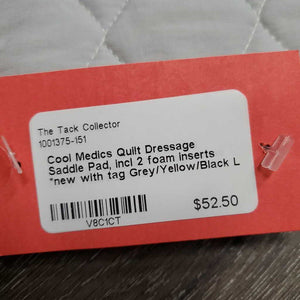 The Tack Collector
1001375-151
Cool Medics Quilt Dressage
Saddle Pad, incl 2 foam inserts
*new with tag Grey/Yellow/Black L
$52.50
V8C1CT